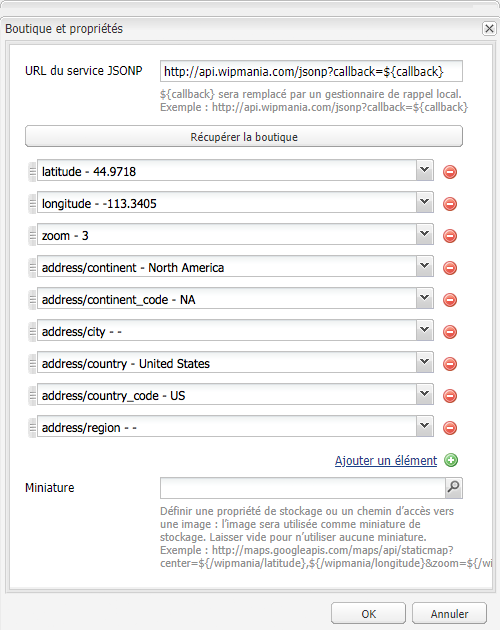 Boutique et propriétés
URL du service JSONP
http://api.wipmania.com/jsonp?callback=${callback}
${callback} sera remplacé par un gestionnaire de rappel local.
Exemple : http://api.wipmania.com/jsonp?callback=${callback}
Récupérer la boutique
latitude - 44.9718
longitude - -113.3405
zoom - 3
address/continent - North America
address/continent_code - NA
address/city - -
address/country - United States
address/country_code - US
address/region - -
Ajouter un élément
Miniature
Définir une propriété de stockage ou un chemin d'accès vers
une image : l'image sera utilisée comme miniature de
stockage. Laisser vide pour n'utiliser aucune miniature.
Exemple : http://maps.googleapis.com/maps/api/staticmap?
center=${/wipmania/latitude},${/wipmania/longitude}&zoom=${/wi
OK
Annuler